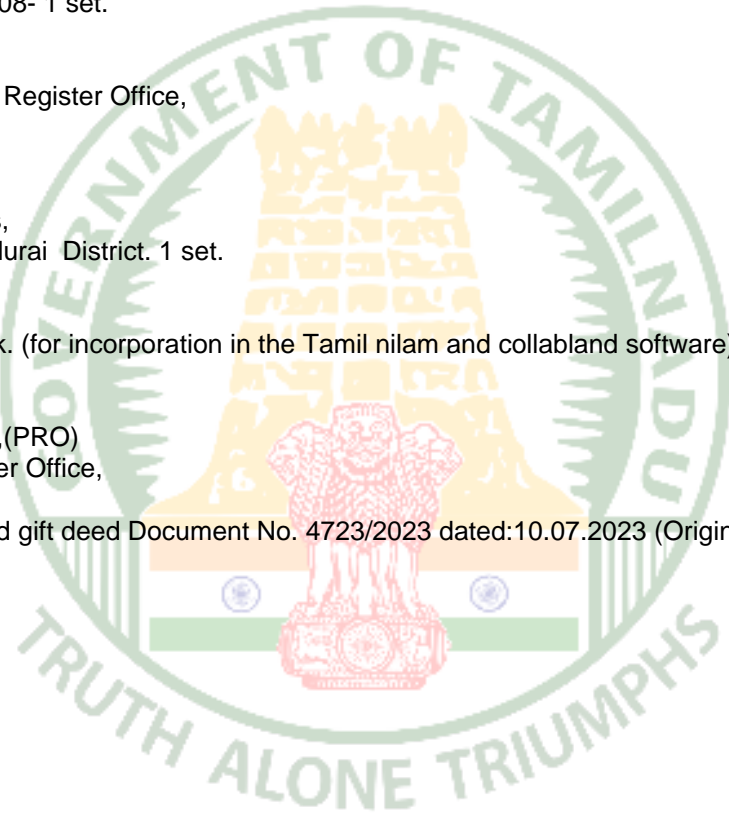 08- 1 set.
Register Office,
s,
durai District. 1 set.
k. (for incorporation in the Tamil nilam and collabland software)
,(PRO)
er Office,
d gift deed Document No. 4723/2023 dated:10.07.2023 (Origin
GOVERNMENT OF TAMILNADU
TRUTH ALONE TRIUMPHS